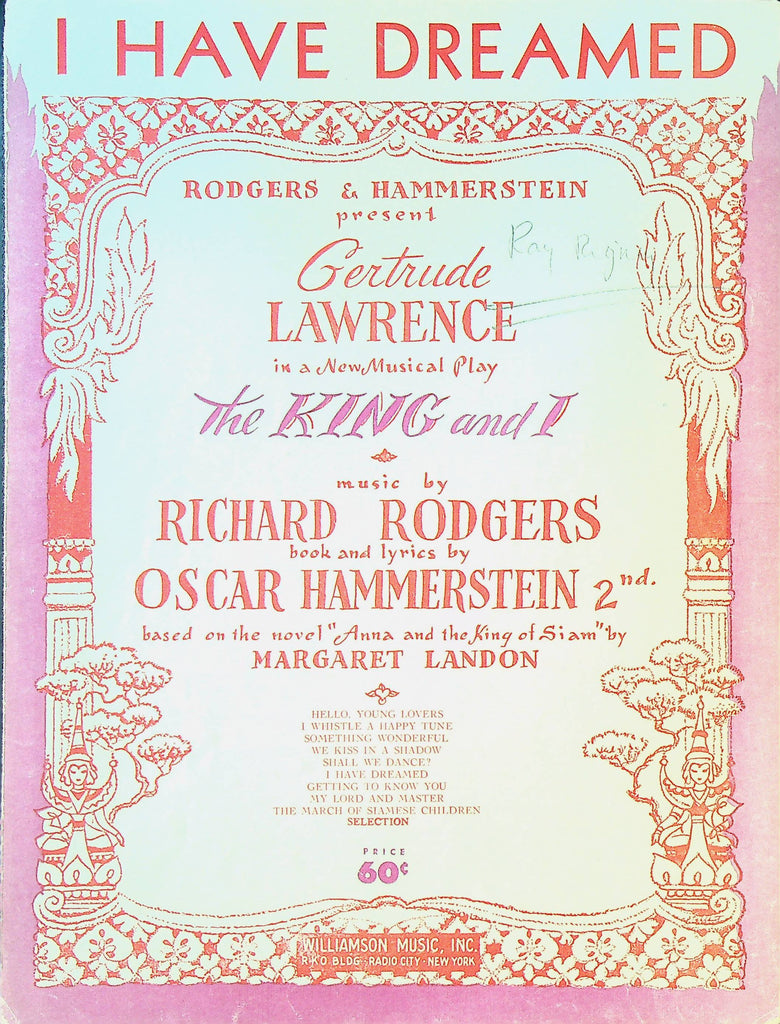 I HAVE DREAMED
RODGERS & HAMMERSTEIN
present
Ray
Gertrude
LAWRENCE
in a New Musical Play
The KING and I
music by
RICHARD RODGERS
book and lyrics by
OSCAR HAMMERSTEIN 2nd.
based on the novel "Anna and the King of Siam" by
MARGARET LANDON
HELLO, YOUNG LOVERS
I WHISTLE A HAPPY TUNE
SOMETHING WONDERFUL
WE KISS IN A SHADOW
SHALL WE DANCE?
I HAVE DREAMED
GETTING TO KNOW YOU
MY LORD AND MASTER
THE MARCH OF SIAMESE CHILDREN
SELECTION
PRICE
60¢
WILLIAMSON MUSIC, INC.
RKO BLDG · RADIO CITY · NEW YORK